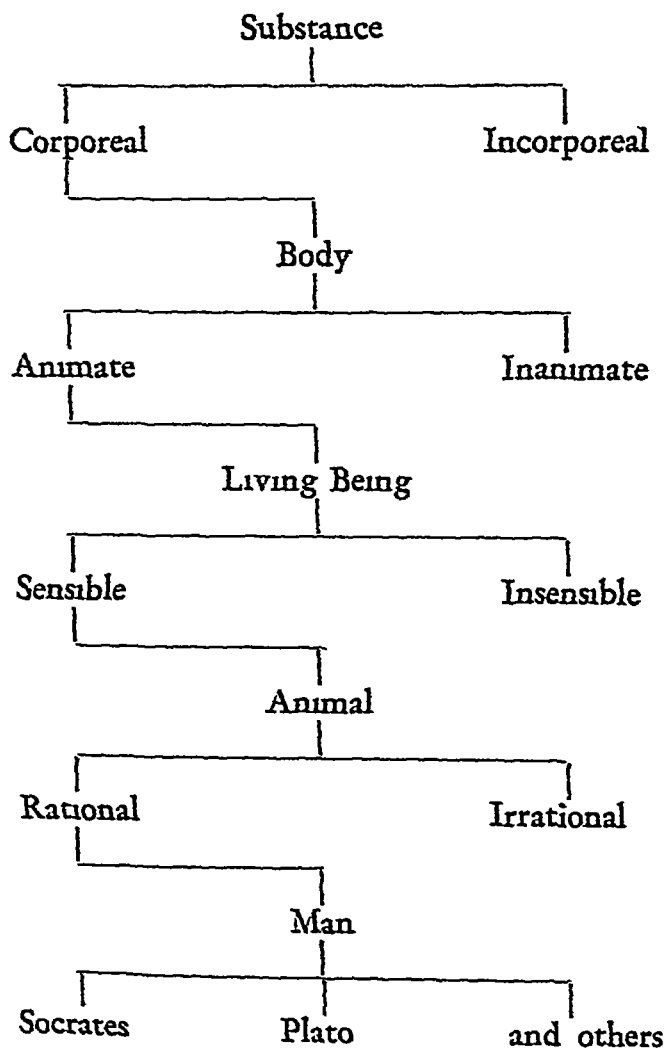 Substance
Corporeal Incorporeal
Body
Animate Inanimate
Living Being
Sensible Insensible
Animal
Rational Irrational
Man
Socrates Plato and others